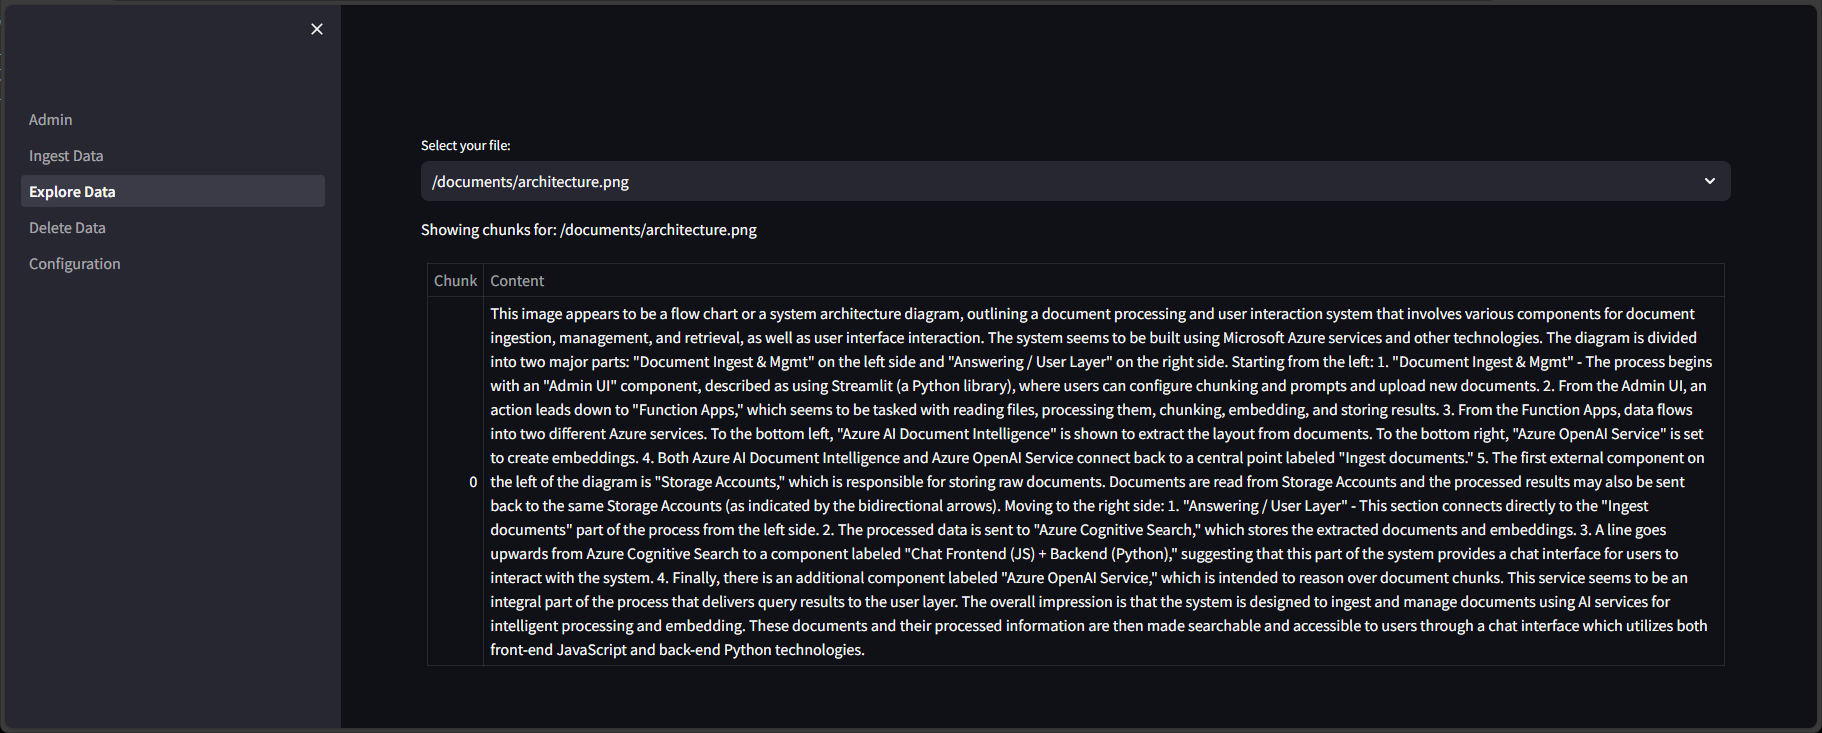 Admin
Ingest Data
Explore Data
Delete Data
Configuration
Select your file:
/documents/architecture.png
Showing chunks for: /documents/architecture.png
Chunk Content
This image appears to be a flow chart or a system architecture diagram, outlining a document processing and user interaction system that involves various components for document
ingestion, management, and retrieval, as well as user interface interaction. The system seems to be built using Microsoft Azure services and other technologies. The diagram is divided
into two major parts: "Document Ingest & Mgmt" on the left side and "Answering / User Layer" on the right side. Starting from the left: 1. "Document Ingest & Mgmt" - The process begins
with an "Admin UI" component, described as using Streamlit (a Python library), where users can configure chunking and prompts and upload new documents. 2. From the Admin UI, an
action leads down to "Function Apps," which seems to be tasked with reading files, processing them, chunking, embedding, and storing results. 3. From the Function Apps, data flows
into two different Azure services. To the bottom left, "Azure AI Document Intelligence" is shown to extract the layout from documents. To the bottom right, "Azure OpenAI Service" is set
to create embeddings. 4. Both Azure AI Document Intelligence and Azure OpenAI Service connect back to a central point labeled "Ingest documents." 5. The first external component on
0 the left of the diagram is "Storage Accounts," which is responsible for storing raw documents. Documents are read from Storage Accounts and the processed results may also be sent
back to the same Storage Accounts (as indicated by the bidirectional arrows). Moving to the right side: 1. "Answering / User Layer" - This section connects directly to the "Ingest
documents" part of the process from the left side. 2. The processed data is sent to "Azure Cognitive Search," which stores the extracted documents and embeddings. 3. A line goes
upwards from Azure Cognitive Search to a component labeled "Chat Frontend (JS) + Backend (Python)," suggesting that this part of the system provides a chat interface for users to
interact with the system. 4. Finally, there is an additional component labeled "Azure OpenAI Service," which is intended to reason over document chunks. This service seems to be an
integral part of the process that delivers query results to the user layer. The overall impression is that the system is designed to ingest and manage documents using AI services for
intelligent processing and embedding. These documents and their processed information are then made searchable and accessible to users through a chat interface which utilizes both
front-end JavaScript and back-end Python technologies.